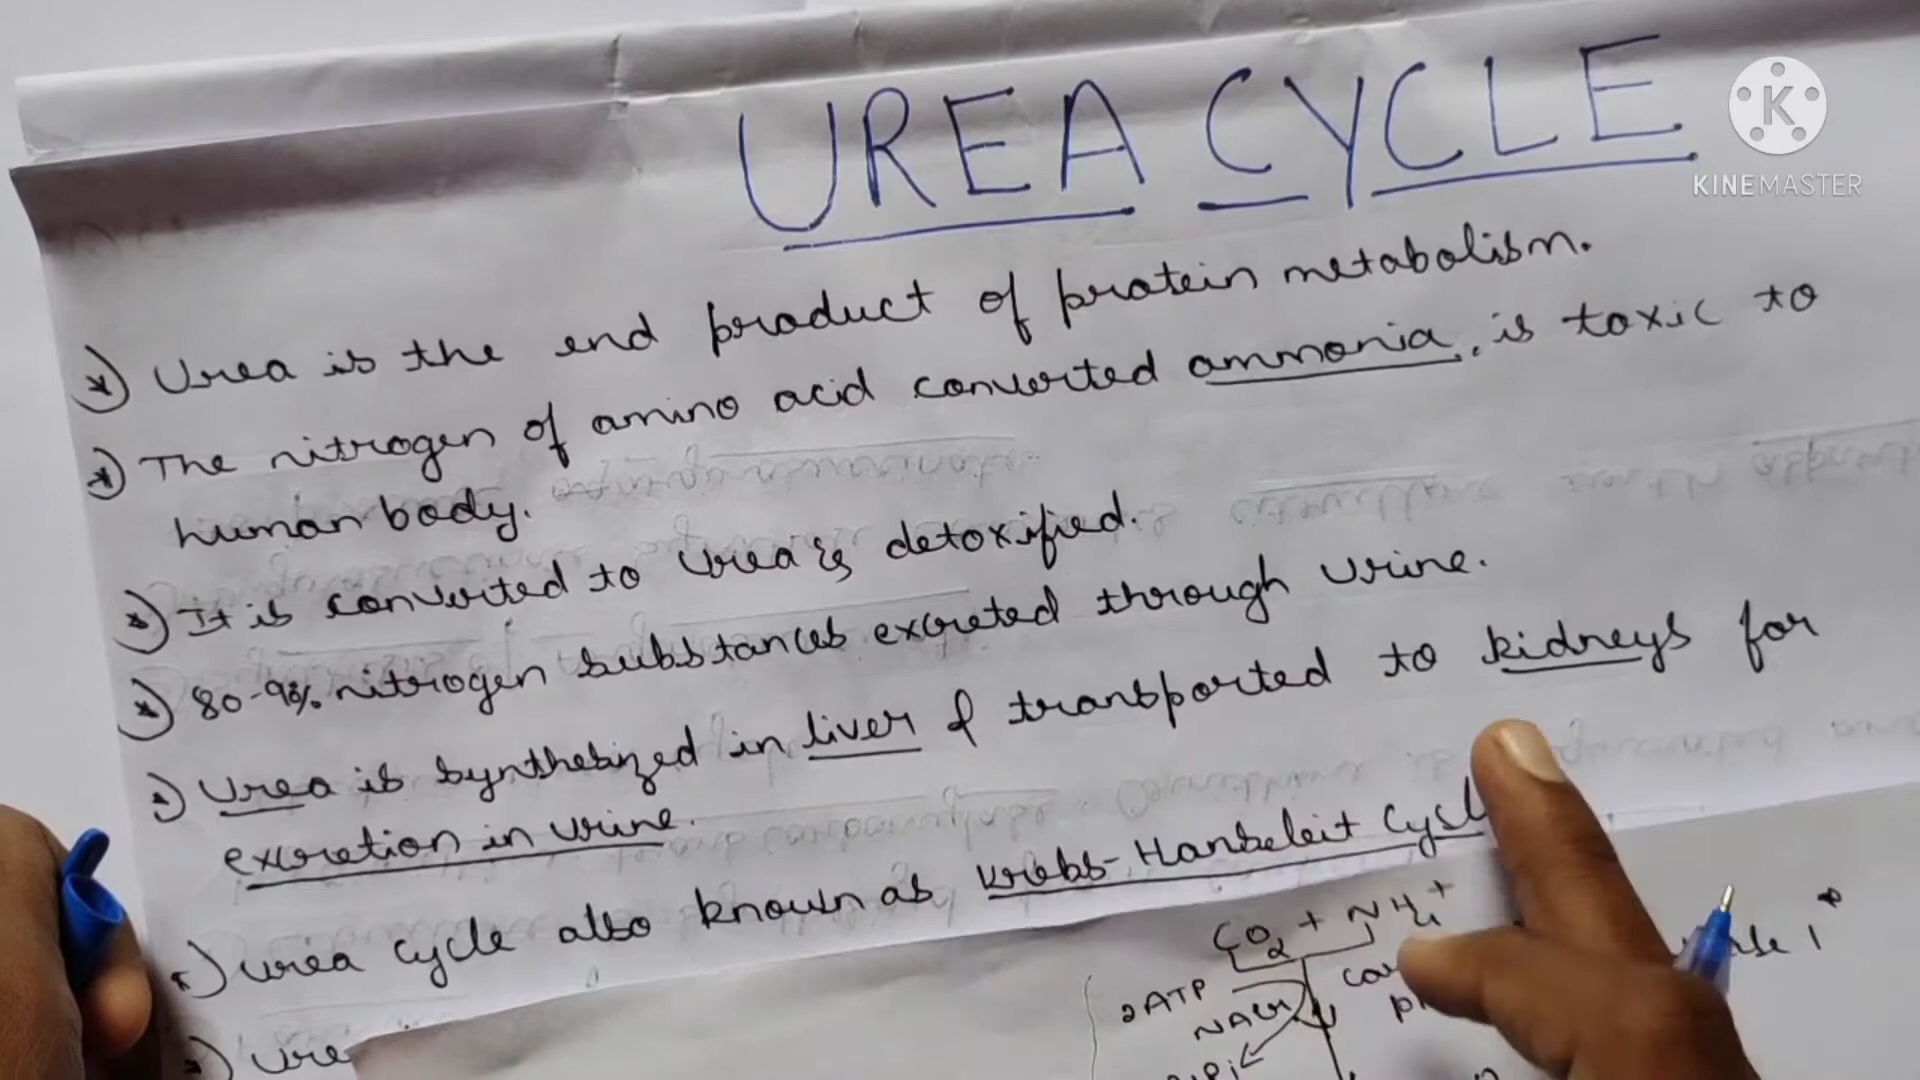 UREA CYCLE
KINEMASTER
*) Urea is the end product of protein metabolism.
*) The nitrogen of amino acid converted ammonia, is toxic to
human body.
*) It is converted to urea & detoxified.
*) 80-90% nitrogen substances excreted through urine.
*) Urea is synthesized in liver & transported to kidneys for
excretion in urine.
*) urea cycle also known as Krebs-Hanseleit Cycle
CO2 + NH4+
2ATP